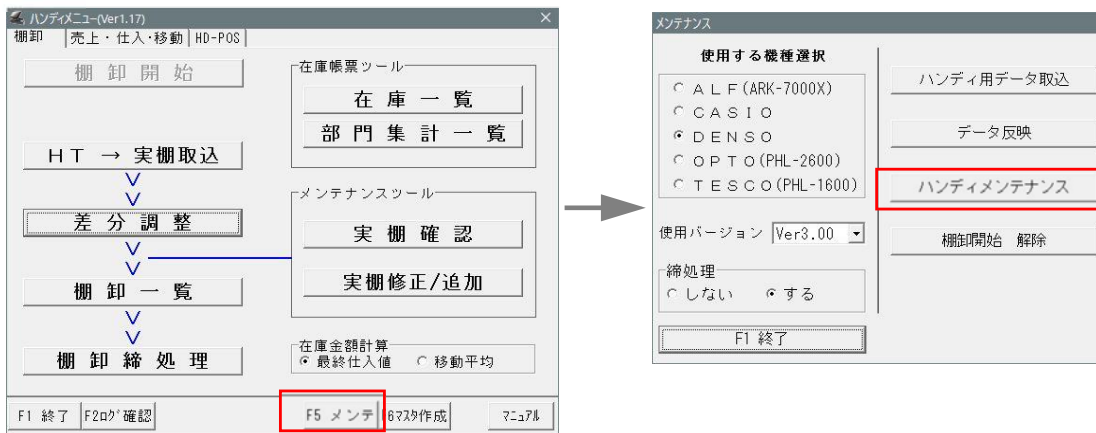 ハンディメニュー(Ver1.17)
棚卸
売上・仕入・移動
HD-POS
棚 卸 開 始
HT → 実棚取込
差 分 調 整
棚 卸 一 覧
棚 卸 締 処 理
在庫帳票ツール
在 庫 一 覧
部 門 集 計 一 覧
メンテナンスツール
実 棚 確 認
実棚修正/追加
在庫金額計算
最終仕入値
移動平均
F1 終了
F2ログ確認
F5 メンテ
F6マスタ作成
マニュアル
メンテナンス
使用する機種選択
ALF(ARK-7000X)
CASIO
DENSO
OPTO(PHL-2600)
TESCO(PHL-1600)
使用バージョン Ver3.00
締処理
しない する
F1 終了
ハンディ用データ取込
データ反映
ハンディメンテナンス
棚卸開始 解除